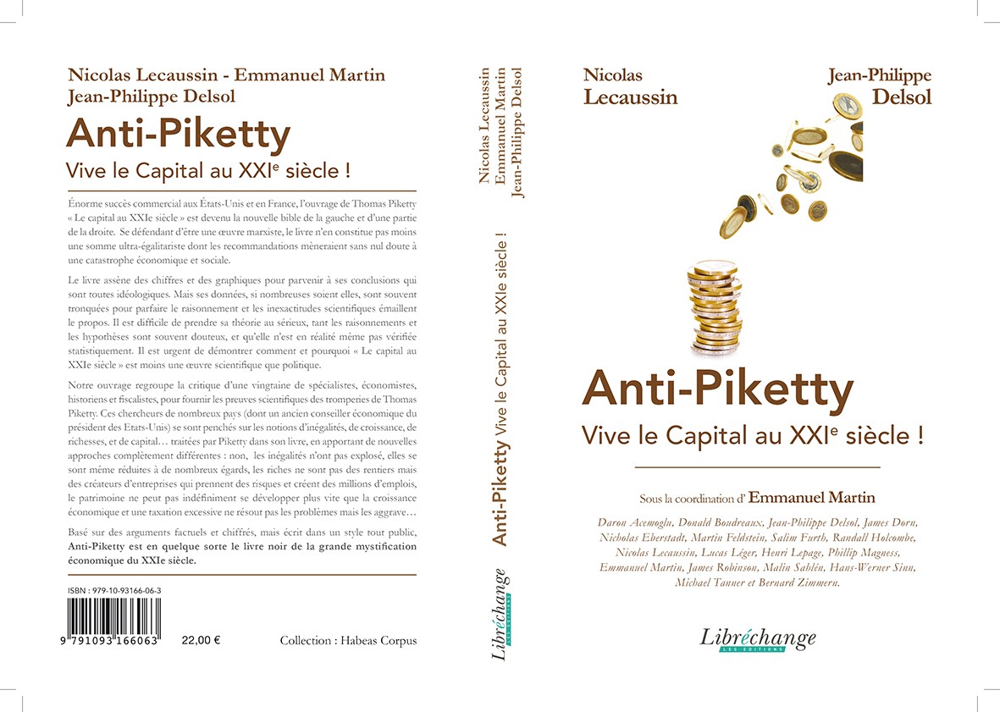 Nicolas Lecaussin - Emmanuel Martin
Jean-Philippe Delsol
Anti-Piketty
Vive le Capital au XXIe siècle !
Énorme succès commercial aux États-Unis et en France, l'ouvrage de Thomas Piketty
« Le capital au XXIe siècle » est devenu la nouvelle bible de la gauche et d'une partie
de la droite. Se défendant d'être une œuvre marxiste, le livre n'en constitue pas moins
une somme ultra-égalitariste dont les recommandations mèneraient sans nul doute à
une catastrophe économique et sociale.
Le livre assène des chiffres et des graphiques pour parvenir à ses conclusions qui
sont toutes idéologiques. Mais ses données, si nombreuses soient elles, sont souvent
tronquées pour parfaire le raisonnement et les inexactitudes scientifiques émaillent
le propos. Il est difficile de prendre sa théorie au sérieux, tant les raisonnements et
les hypothèses sont souvent douteux, et qu'elle n'est en réalité même pas vérifiée
statistiquement. Il est urgent de démontrer comment et pourquoi « Le capital au
XXIe siècle » est moins une œuvre scientifique que politique.
Notre ouvrage regroupe la critique d'une vingtaine de spécialistes, économistes,
historiens et fiscalistes, pour fournir les preuves scientifiques des tromperies de Thomas
Piketty. Ces chercheurs de nombreux pays (dont un ancien conseiller économique du
président des Etats-Unis) se sont penchés sur les notions d'inégalités, de croissance, de
richesses, et de capital… traitées par Piketty dans son livre, en apportant de nouvelles
approches complètement différentes : non, les inégalités n'ont pas explosé, elles se
sont même réduites à de nombreux égards, les riches ne sont pas des rentiers mais
des créateurs d'entreprises qui prennent des risques et créent des millions d'emplois,
le patrimoine ne peut pas indéfiniment se développer plus vite que la croissance
économique et une taxation excessive ne résout pas les problèmes mais les aggrave…
Basé sur des arguments factuels et chiffrés, mais écrit dans un style tout public,
Anti-Piketty est en quelque sorte le livre noir de la grande mystification
économique du XXIe siècle.
ISBN : 979-10-93166-06-3
9 791093 166063
22,00 €
Collection : Habeas Corpus
Nicolas Lecaussin
Emmanuel Martin
Jean-Philippe Delsol
Anti-Piketty Vive le Capital au XXIe siècle !
Libréchange
LES EDITIONS
Nicolas
Lecaussin
Jean-Philippe
Delsol
Anti-Piketty
Vive le Capital au XXIe siècle !
Sous la coordination d' Emmanuel Martin
Daron Acemoglu, Donald Boudreaux, Jean-Philippe Delsol, James Dorn,
Nicholas Eberstadt, Martin Feldstein, Salim Furth, Randall Holcombe,
Nicolas Lecaussin, Lucas Léger, Henri Lepage, Phillip Magness,
Emmanuel Martin, James Robinson, Malin Sahlén, Hans-Werner Sinn,
Michael Tanner et Bernard Zimmern.
Libréchange
LES EDITIONS